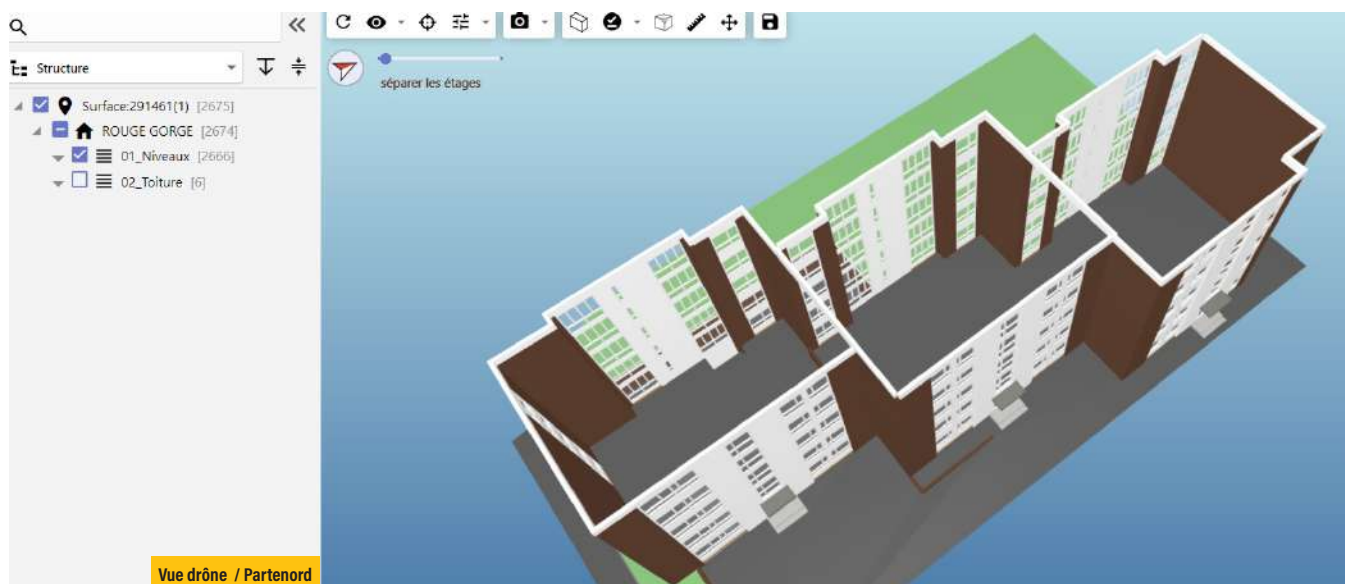 Structure
séparer les étages
Surface:291461(1) [2675]
ROUGE GORGE [2674]
01_Niveaux [2666]
02_Toiture [6]
Vue drône / Partenord